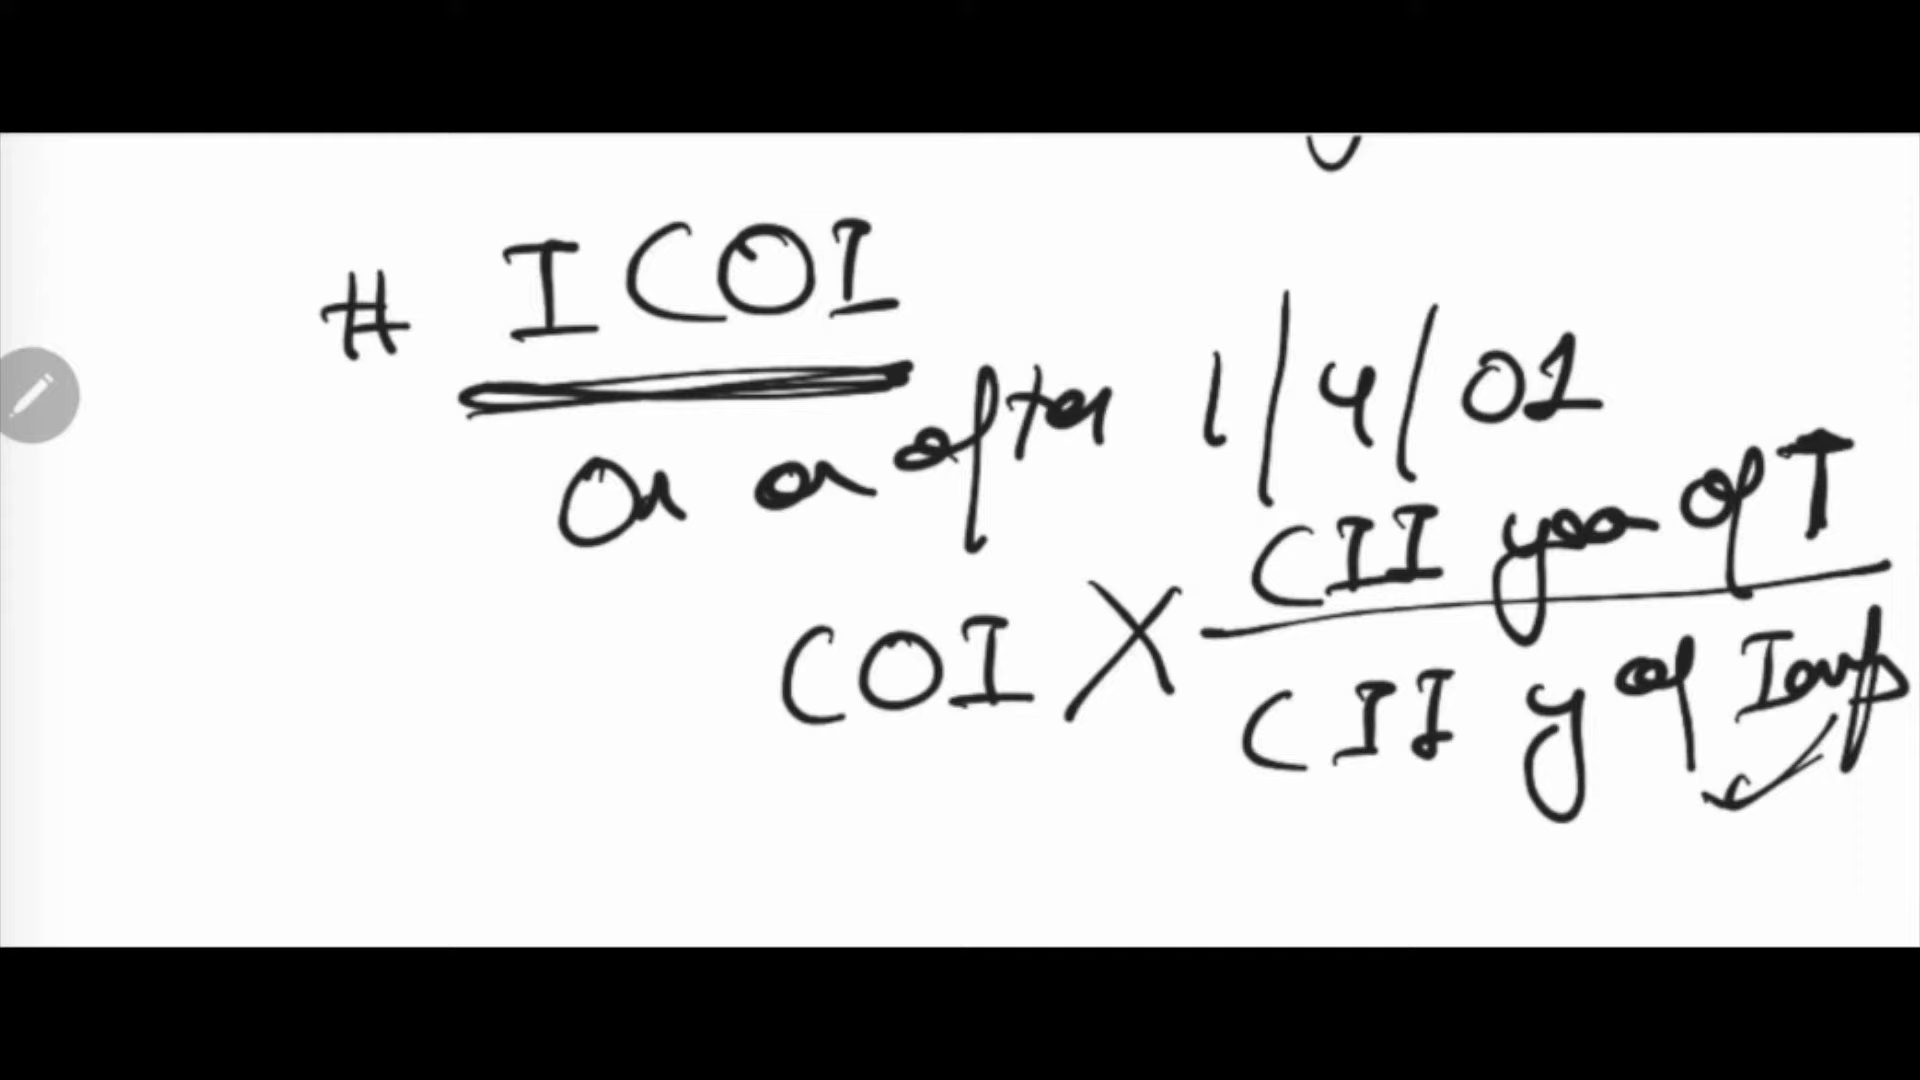 # ICOI
On or after 1/4/01
CII year of T
COI X
CII y of Imp